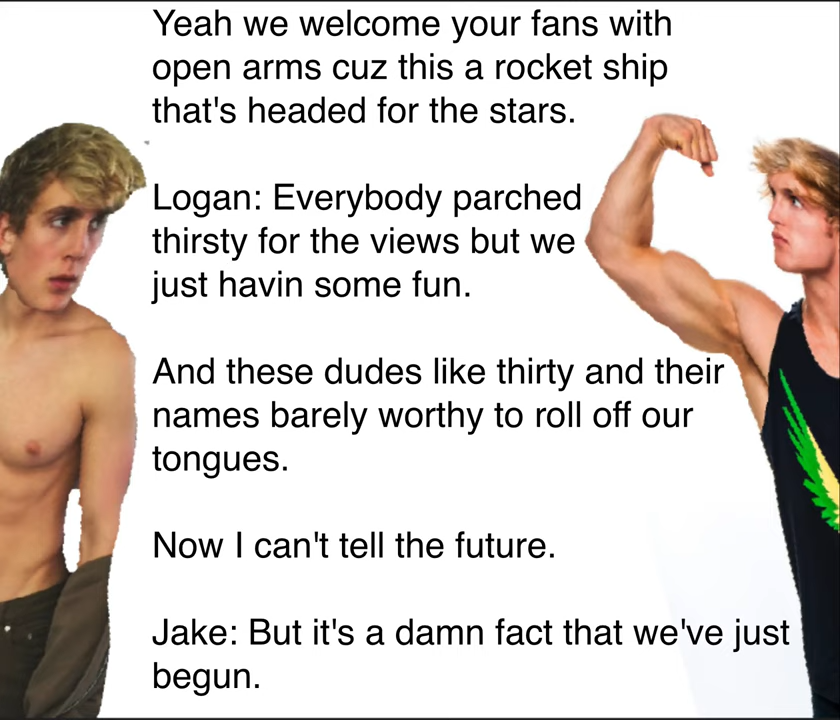 Yeah we welcome your fans with
open arms cuz this a rocket ship
that's headed for the stars.
Logan: Everybody parched
thirsty for the views but we
just havin some fun.
And these dudes like thirty and their
names barely worthy to roll off our
tongues.
Now I can't tell the future.
Jake: But it's a damn fact that we've just
begun.